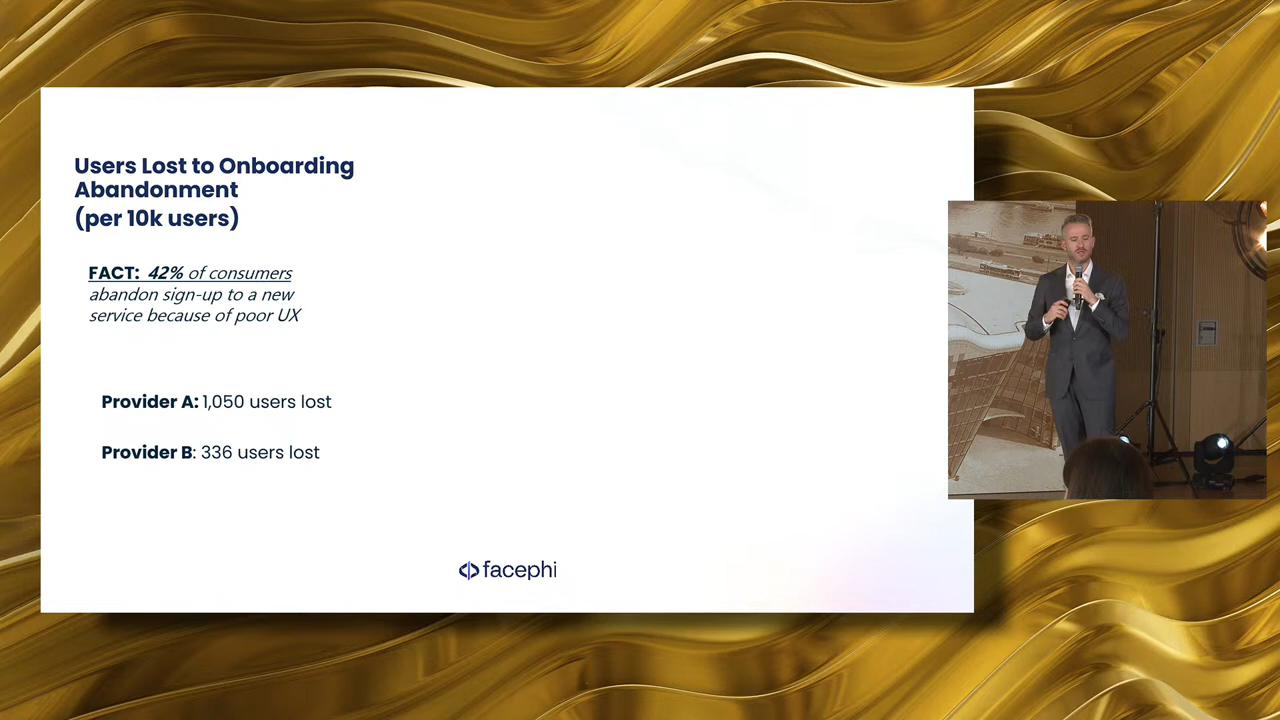 Users Lost to Onboarding
Abandonment
(per 10k users)
FACT: 42% of consumers
abandon sign-up to a new
service because of poor UX
Provider A: 1,050 users lost
Provider B: 336 users lost
facephi